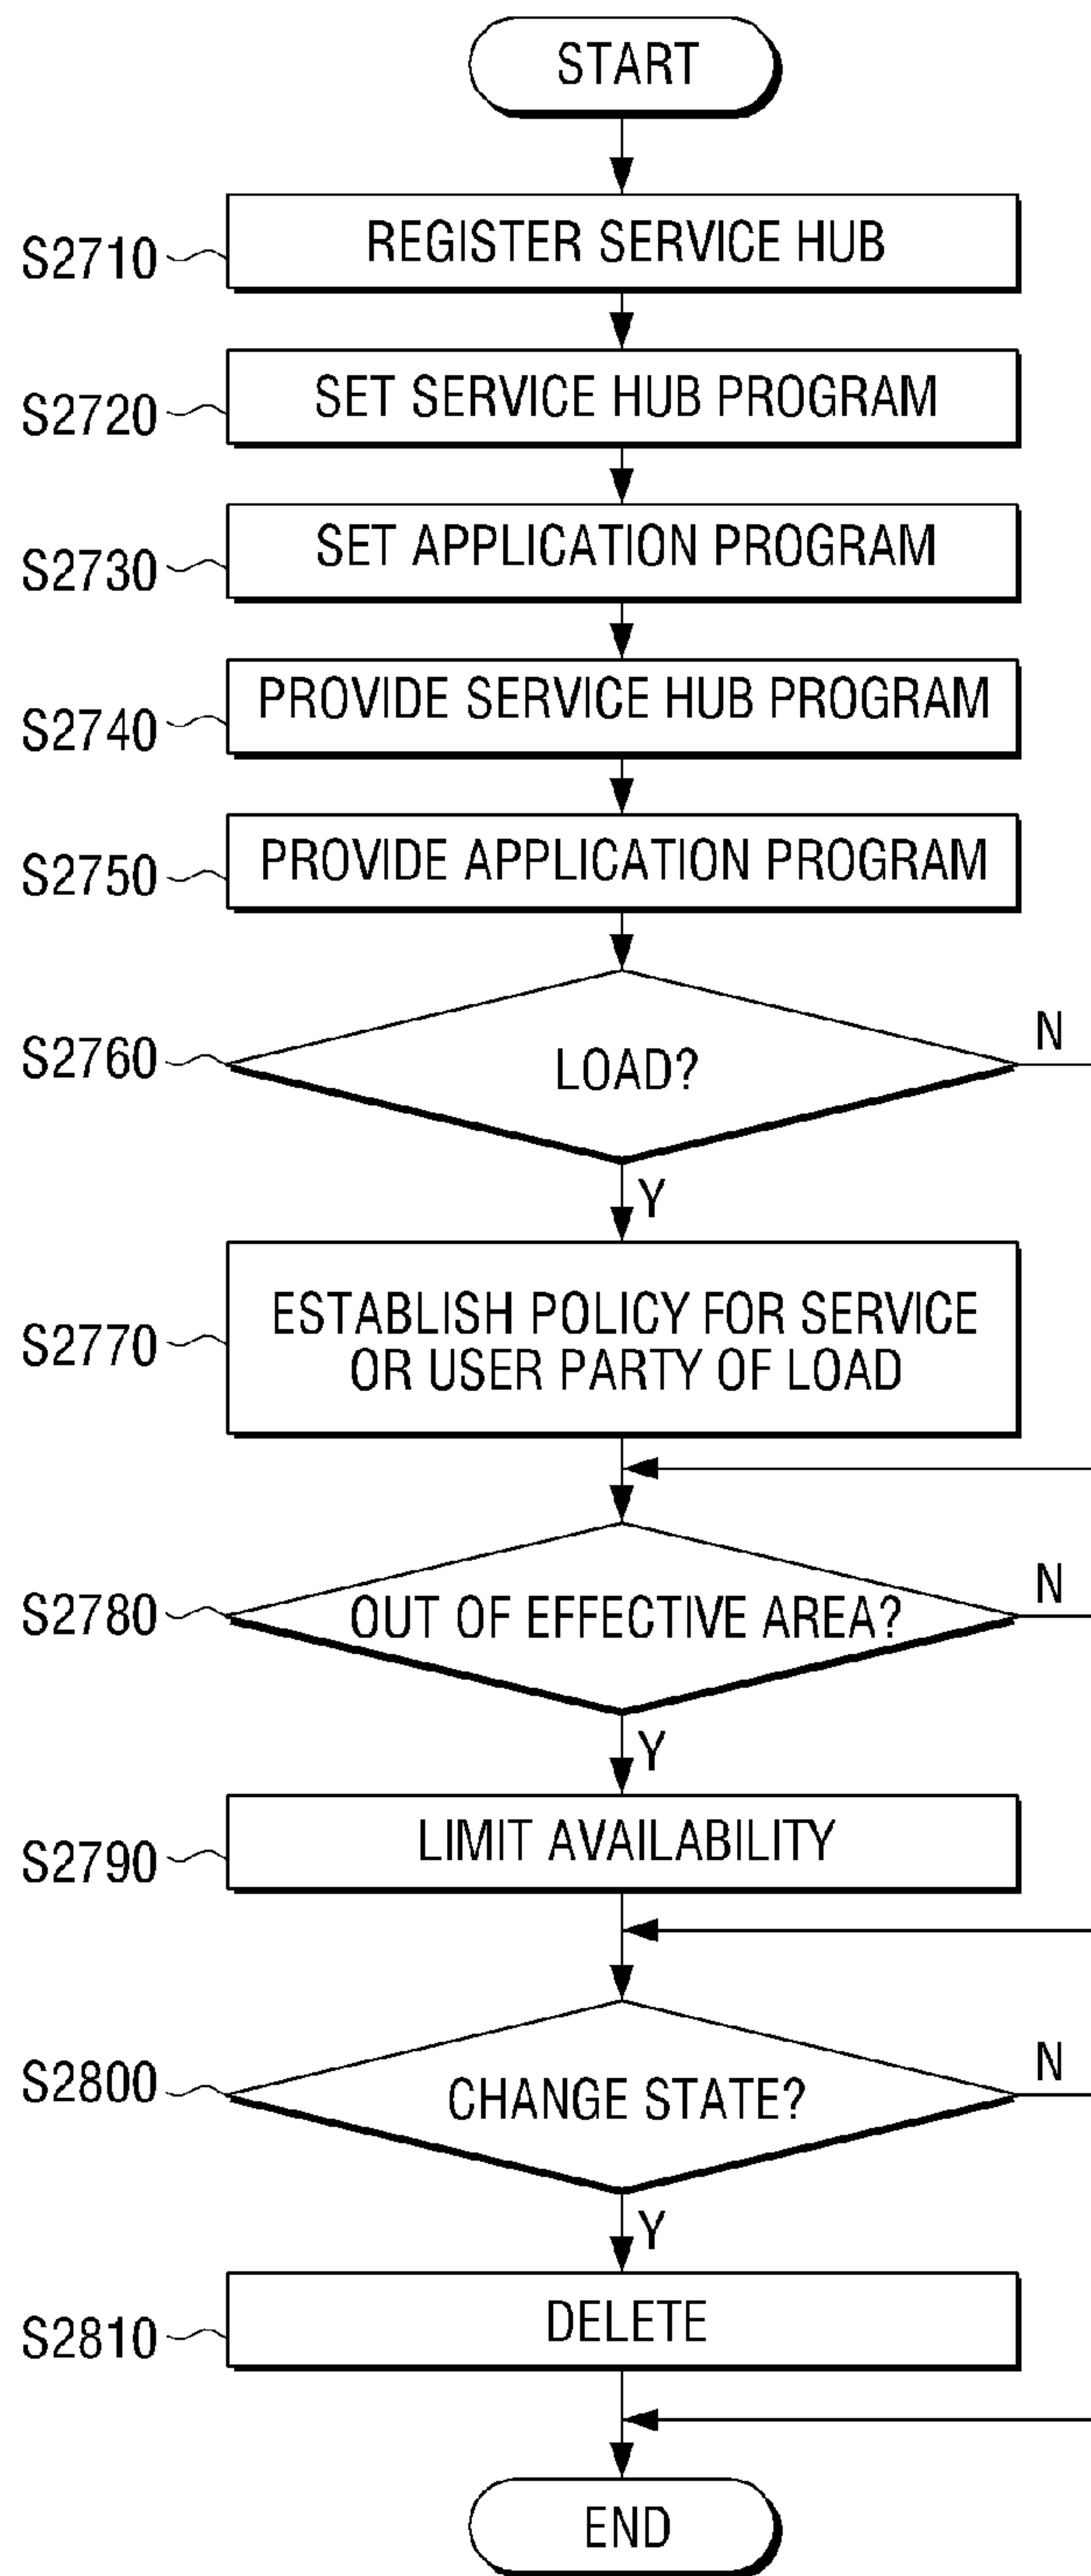 START
S2710
REGISTER SERVICE HUB
S2720
SET SERVICE HUB PROGRAM
S2730
SET APPLICATION PROGRAM
S2740
PROVIDE SERVICE HUB PROGRAM
S2750
PROVIDE APPLICATION PROGRAM
S2760
LOAD?
N
Y
S2770
ESTABLISH POLICY FOR SERVICE
OR USER PARTY OF LOAD
S2780
OUT OF EFFECTIVE AREA?
N
Y
S2790
LIMIT AVAILABILITY
S2800
CHANGE STATE?
N
Y
S2810
DELETE
END